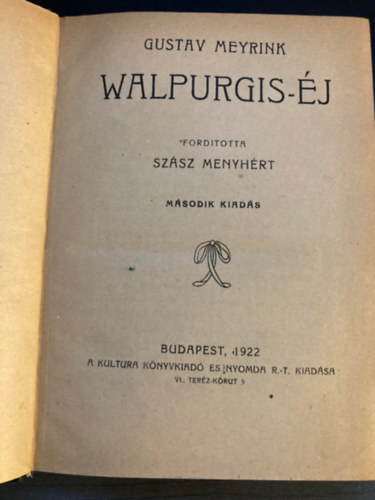 GUSTAV MEYRINK
WALPURGIS-ÉJ
FORDITOTTA
SZÁSZ MENYHÉRT
MÁSODIK KIADÁS
BUDAPEST, 1922
A KULTURA KÖNYVKIADÓ ES NYOMDA R.-T. KIADÁSA
VI., TERÉZ-KÖRUT 5